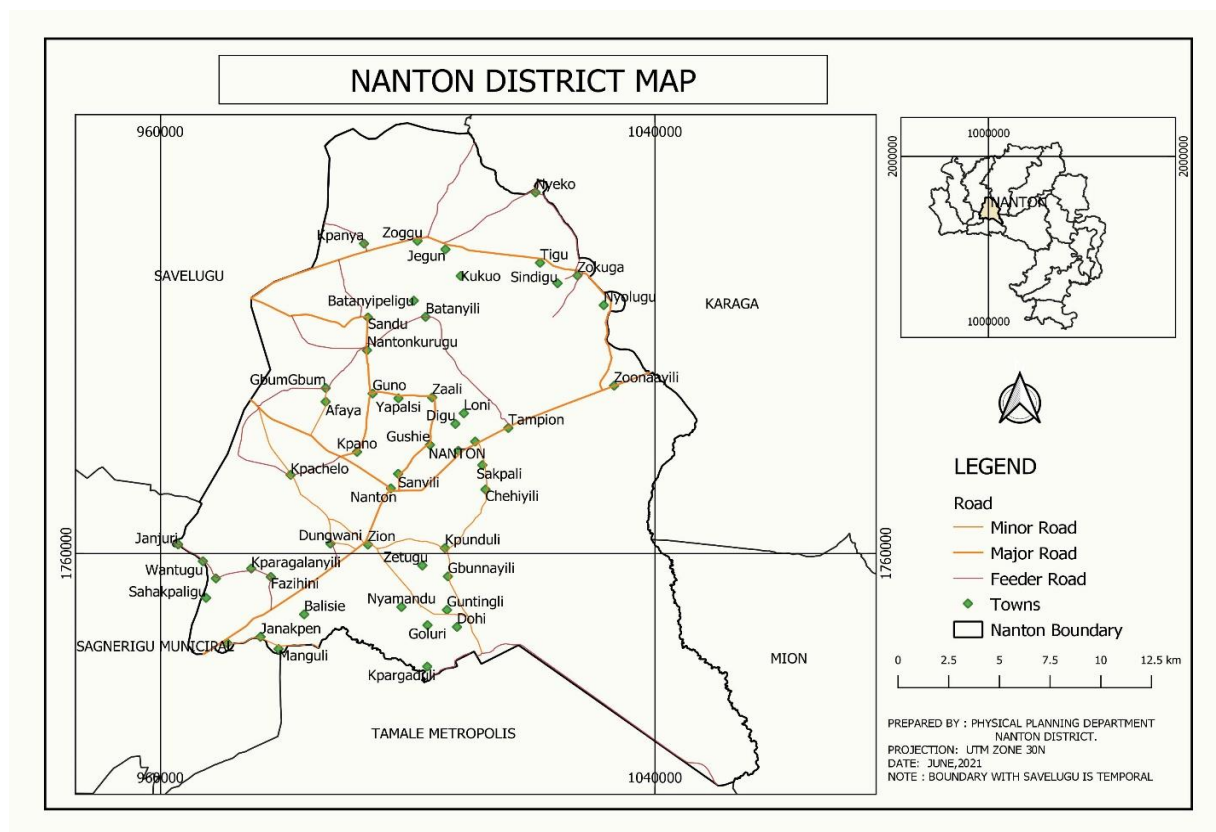 NANTON DISTRICT MAP
960000
1040000
Nyeko
Kpanya
Zoggu
Jegun
Tigu
SAVELUGU
Kukuo
Sindigu
Zokuga
Batanyipeligu
Batanyili
Nyolugu
KARAGA
Sandu
Nantonkurugu
GbumGbum
Guno
Zaali
Zoonaayili
Afaya
Yapalsi
Loni
Digu
Tampion
Kpano
Gushie
NANTON
Kpachelo
Sanvili
Sakpali
Nanton
Chehiyili
Janjuri
Dungwani
Zion
Kpunduli
1760000
1760000
Wantugu
Kparagalanyili
Zetugu
Gbunnayili
Fazihini
Sahakpaligu
Balisie
Nyamandu
Guntingli
Dohi
Janakpen
Goluri
SAGNERIGU MUNICIRAL
Manguli
Kpargaduli
MION
TAMALE METROPOLIS
960000
1040000
1000000
2000000
2000000
NANTON
1000000
LEGEND
Road
Minor Road
Major Road
Feeder Road
Towns
Nanton Boundary
0 2.5 5 7.5 10 12.5 km
PREPARED BY : PHYSICAL PLANNING DEPARTMENT
NANTON DISTRICT.
PROJECTION: UTM ZONE 30N
DATE: JUNE,2021
NOTE : BOUNDARY WITH SAVELUGU IS TEMPORAL